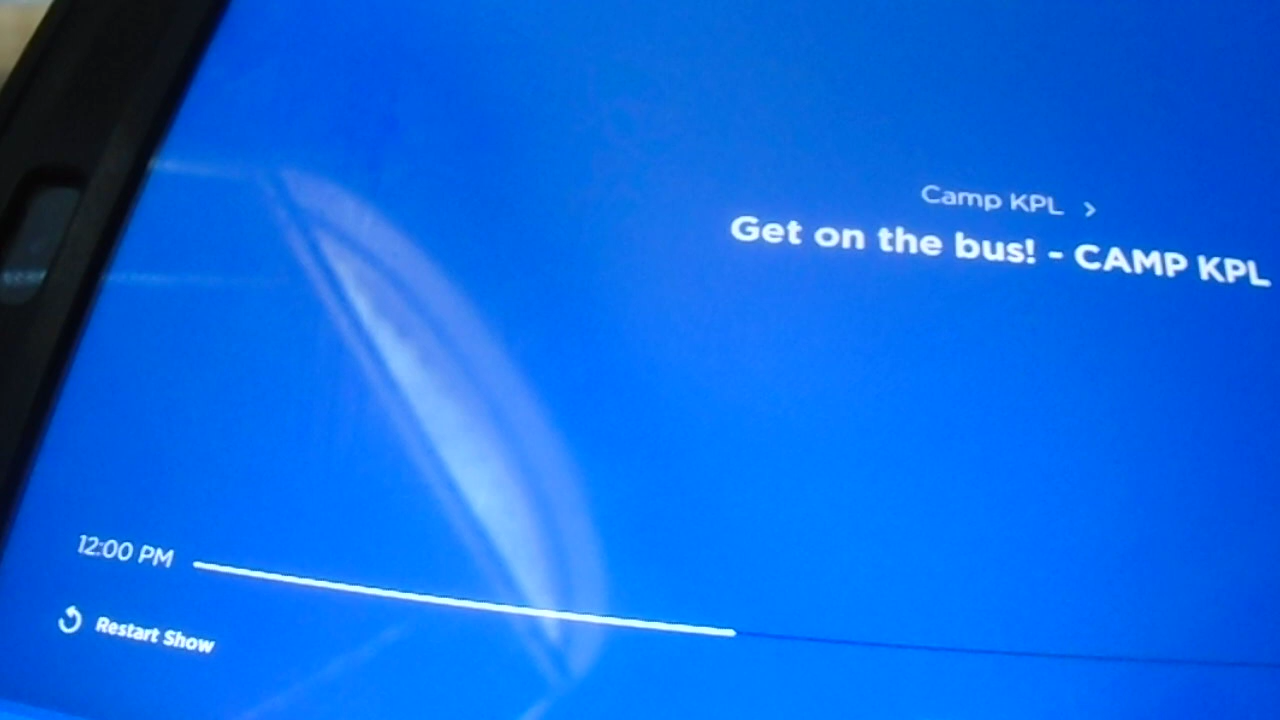 Camp KPL >
Get on the bus! - CAMP KPL
12:00 PM
Restart Show